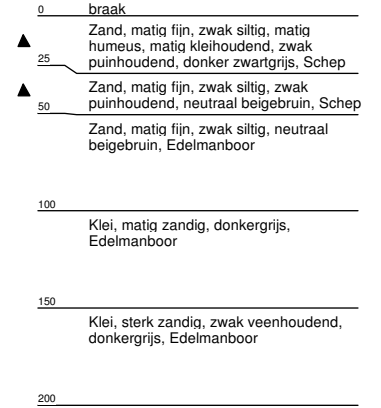 0 braak
Zand, matig fijn, zwak siltig, matig
humeus, matig kleihoudend, zwak
25 puinhoudend, donker zwartgrijs, Schep
Zand, matig fijn, zwak siltig, zwak
puinhoudend, neutraal beigebruin, Schep
50
Zand, matig fijn, zwak siltig, neutraal
beigebruin, Edelmanboor
100
Klei, matig zandig, donkergrijs,
Edelmanboor
150
Klei, sterk zandig, zwak veenhoudend,
donkergrijs, Edelmanboor
200